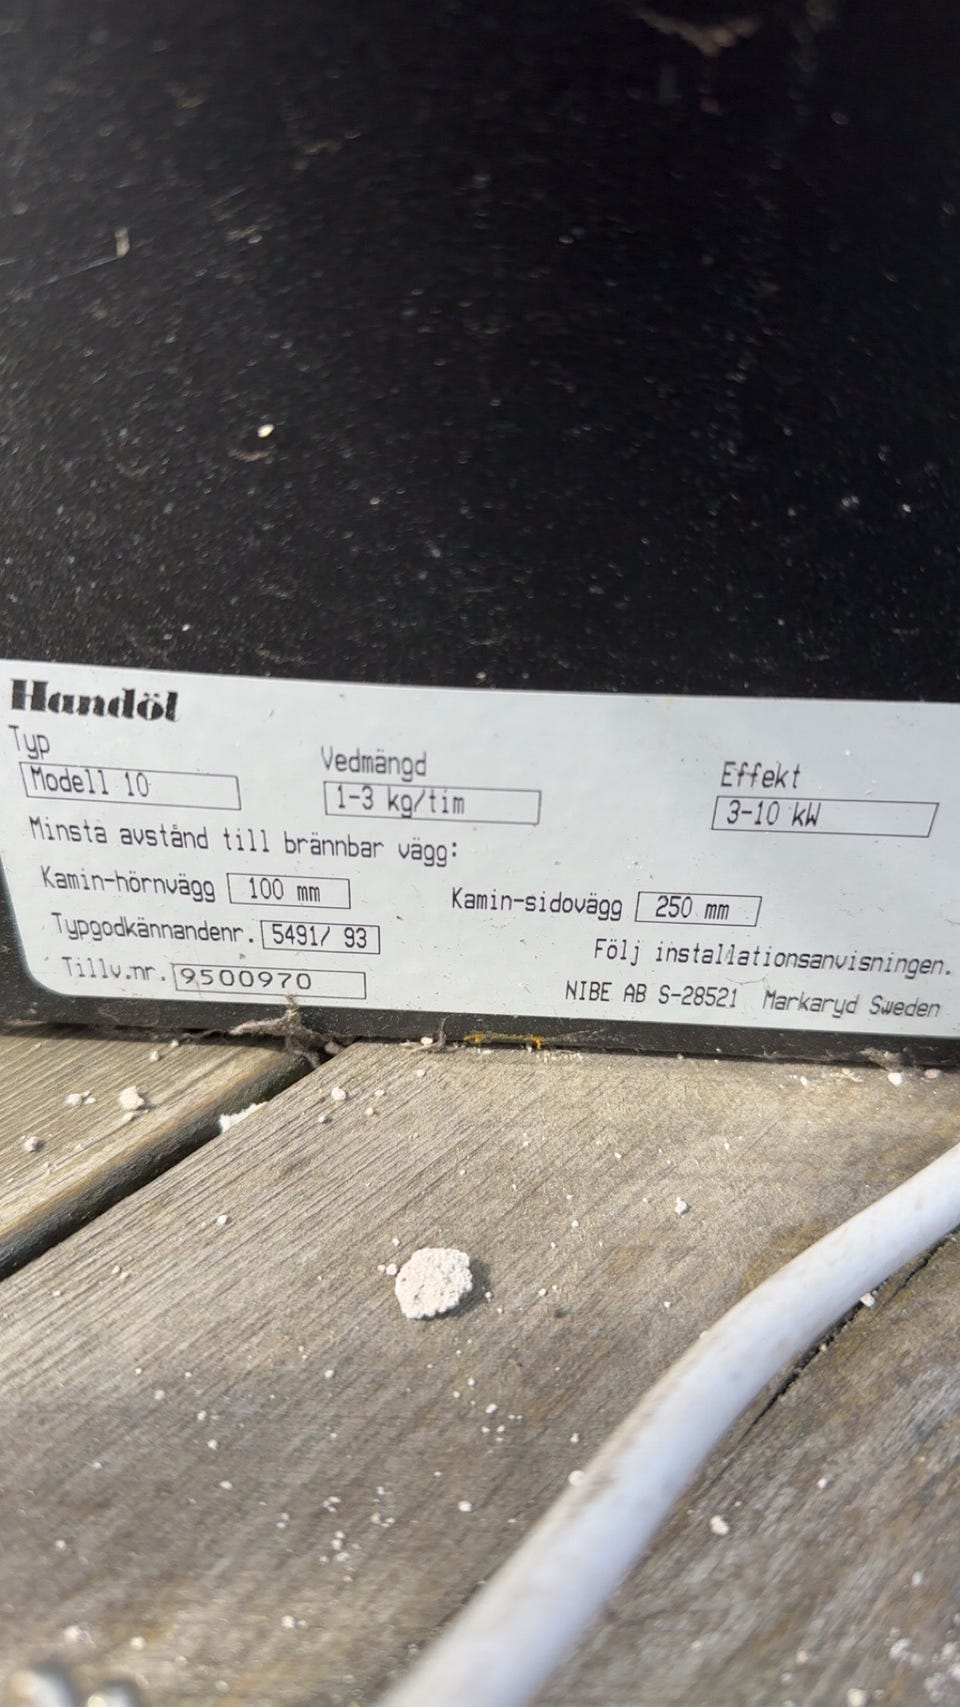 Handöl
Typ Vedmängd Effekt
Modell 10 1-3 kg/tim 3-10 kW
Minsta avstånd till brännbar vägg:
Kamin-hörnvägg 100 mm Kamin-sidovägg 250 mm
Typgodkännandenr. 5491/ 93 Följ installationsanvisningen.
Tillv.nr. 9500970 NIBE AB S-28521 Markaryd Sweden